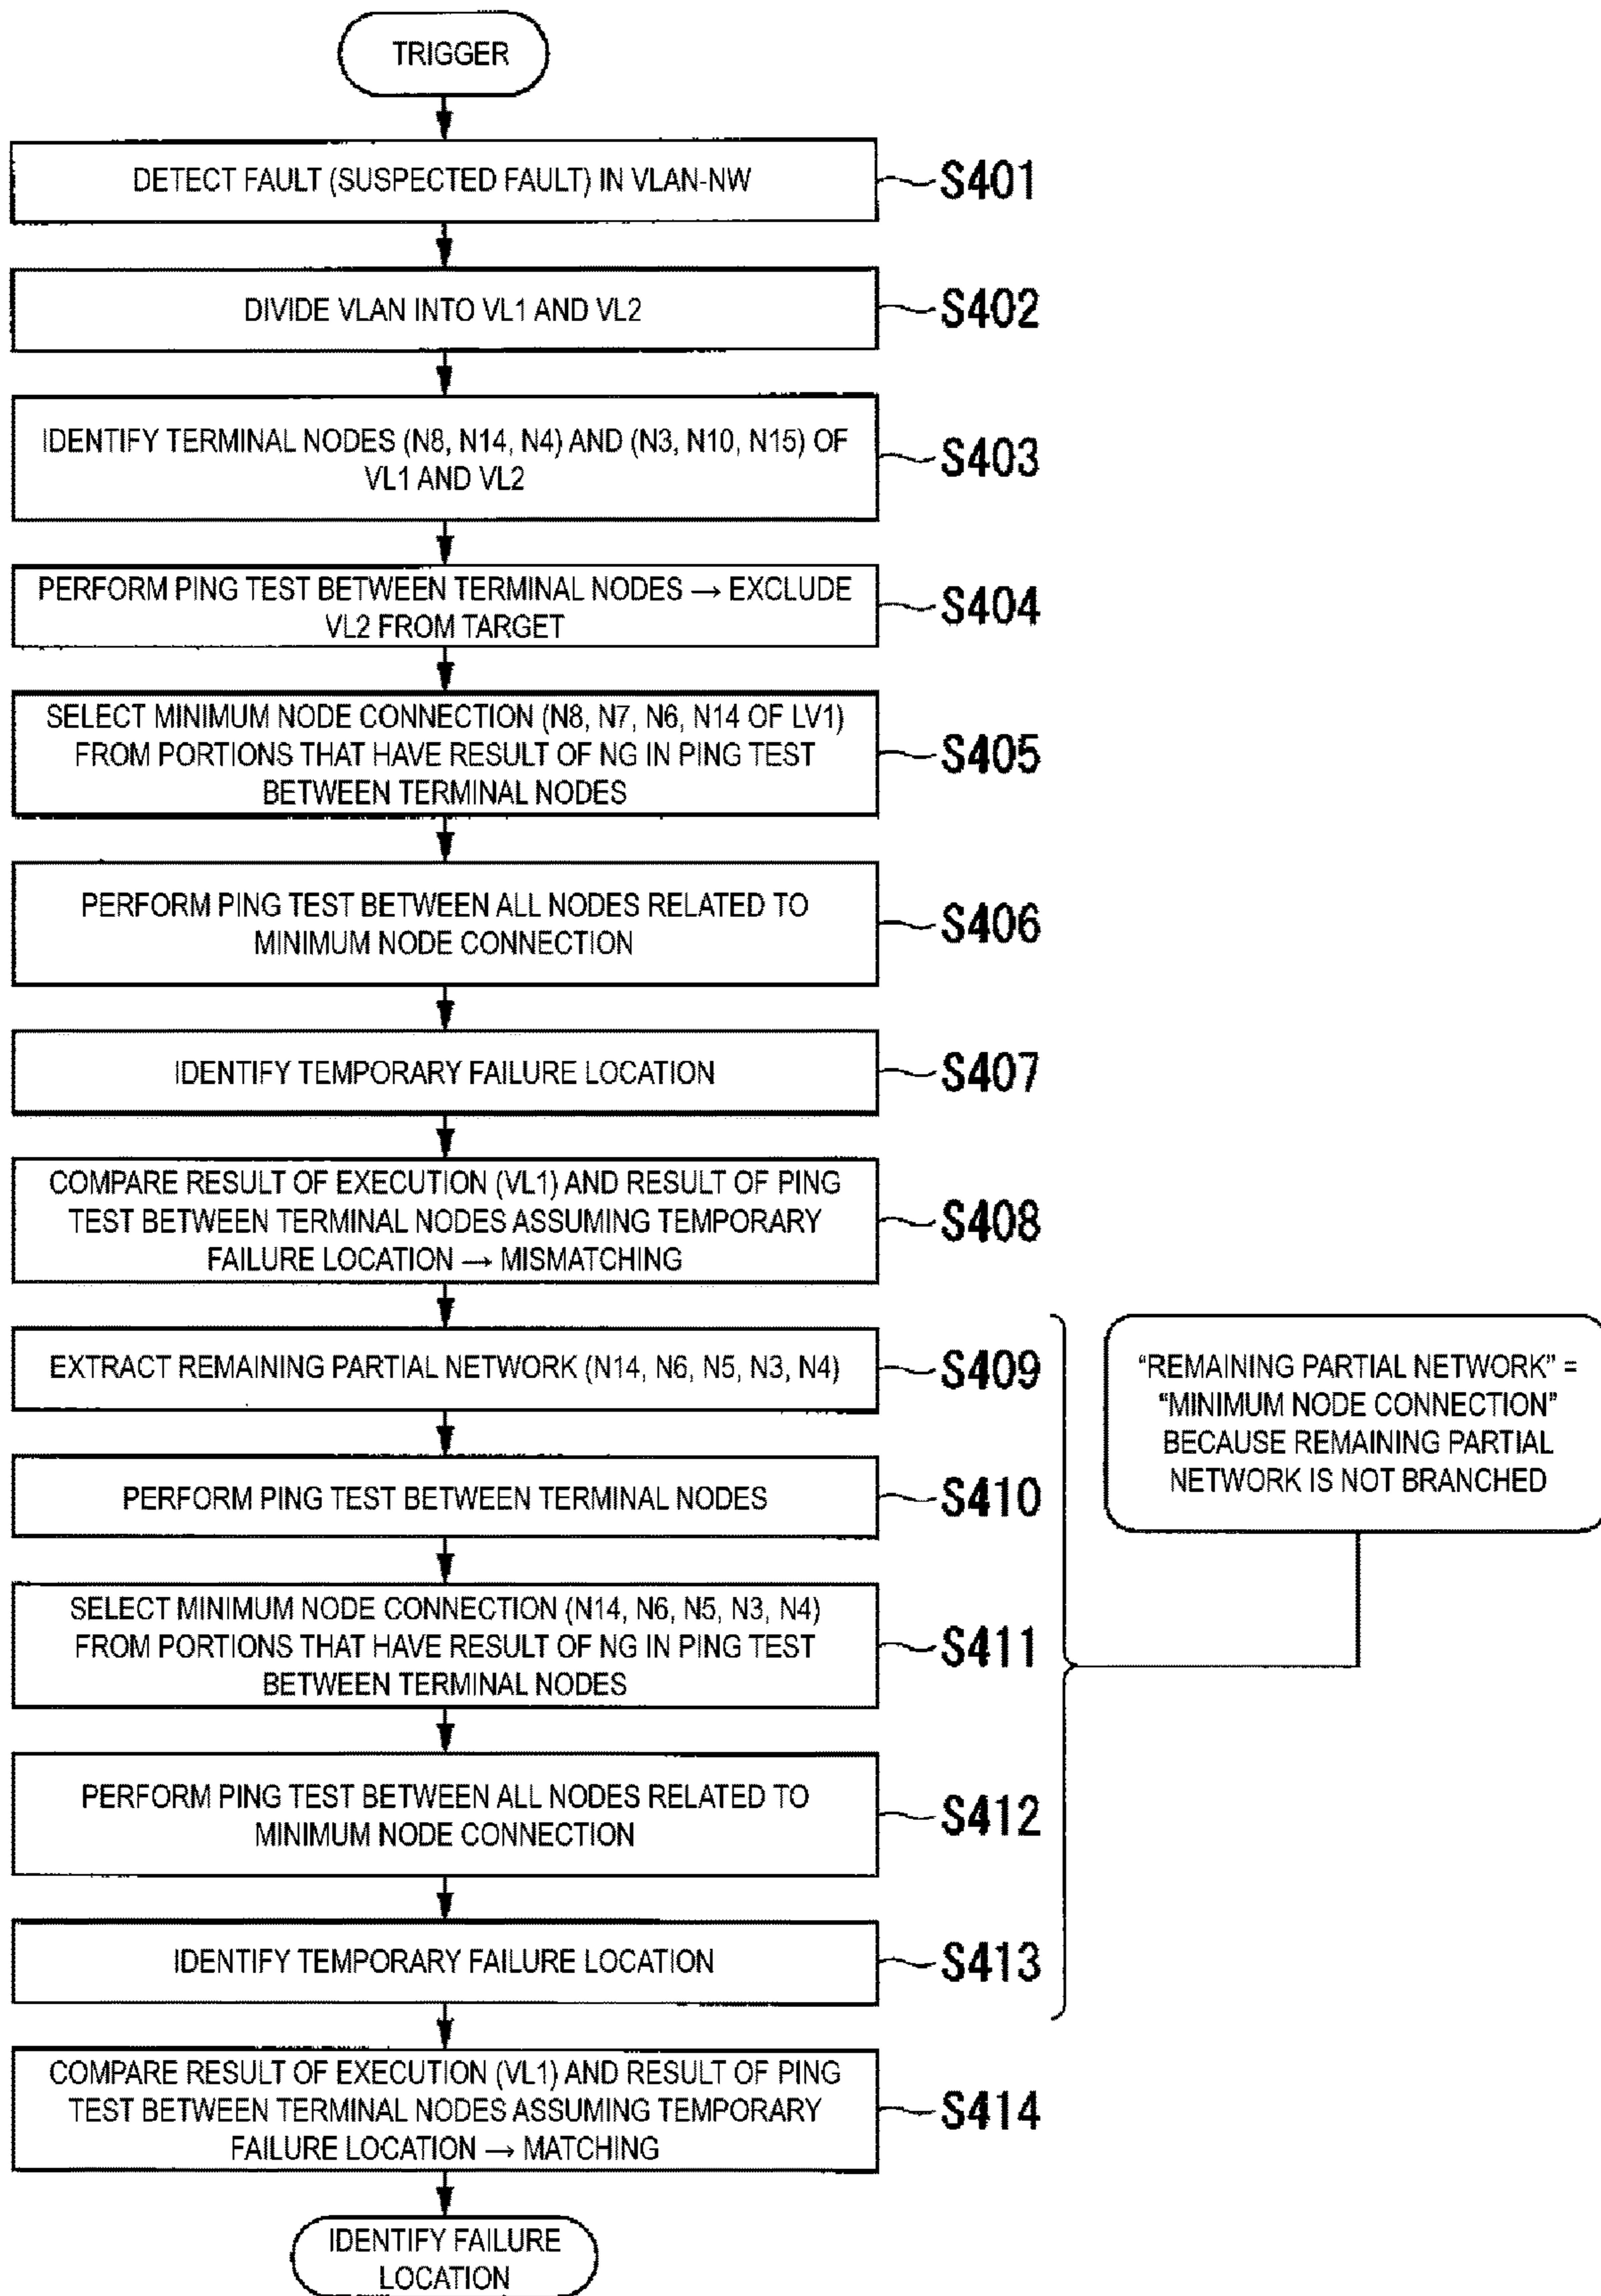 TRIGGER
DETECT FAULT (SUSPECTED FAULT) IN VLAN-NW
S401
DIVIDE VLAN INTO VL1 AND VL2
S402
IDENTIFY TERMINAL NODES (N8, N14, N4) AND (N3, N10, N15) OF
VL1 AND VL2
S403
PERFORM PING TEST BETWEEN TERMINAL NODES → EXCLUDE
VL2 FROM TARGET
S404
SELECT MINIMUM NODE CONNECTION (N8, N7, N6, N14 OF LV1)
FROM PORTIONS THAT HAVE RESULT OF NG IN PING TEST
BETWEEN TERMINAL NODES
S405
PERFORM PING TEST BETWEEN ALL NODES RELATED TO
MINIMUM NODE CONNECTION
S406
IDENTIFY TEMPORARY FAILURE LOCATION
S407
COMPARE RESULT OF EXECUTION (VL1) AND RESULT OF PING
TEST BETWEEN TERMINAL NODES ASSUMING TEMPORARY
FAILURE LOCATION → MISMATCHING
S408
EXTRACT REMAINING PARTIAL NETWORK (N14, N6, N5, N3, N4)
S409
PERFORM PING TEST BETWEEN TERMINAL NODES
S410
SELECT MINIMUM NODE CONNECTION (N14, N6, N5, N3, N4)
FROM PORTIONS THAT HAVE RESULT OF NG IN PING TEST
BETWEEN TERMINAL NODES
S411
PERFORM PING TEST BETWEEN ALL NODES RELATED TO
MINIMUM NODE CONNECTION
S412
IDENTIFY TEMPORARY FAILURE LOCATION
S413
"REMAINING PARTIAL NETWORK" =
"MINIMUM NODE CONNECTION"
BECAUSE REMAINING PARTIAL
NETWORK IS NOT BRANCHED
COMPARE RESULT OF EXECUTION (VL1) AND RESULT OF PING
TEST BETWEEN TERMINAL NODES ASSUMING TEMPORARY
FAILURE LOCATION → MATCHING
S414
IDENTIFY FAILURE
LOCATION